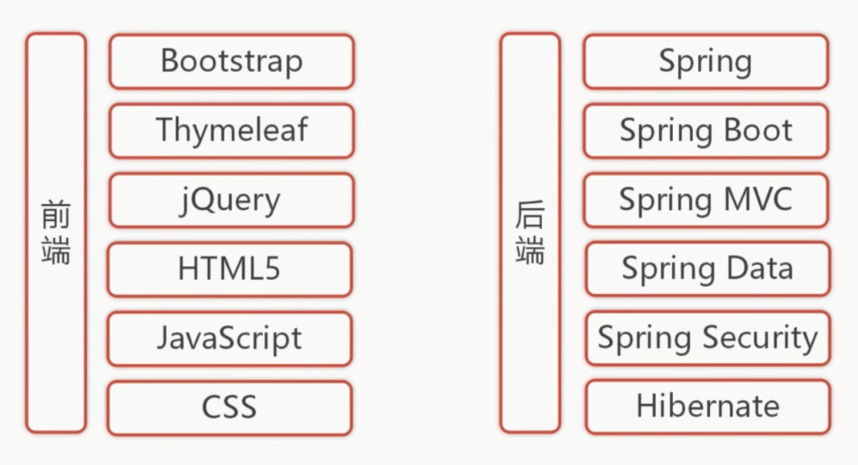 前端
Bootstrap
Thymeleaf
jQuery
HTML5
JavaScript
CSS
后端
Spring
Spring Boot
Spring MVC
Spring Data
Spring Security
Hibernate